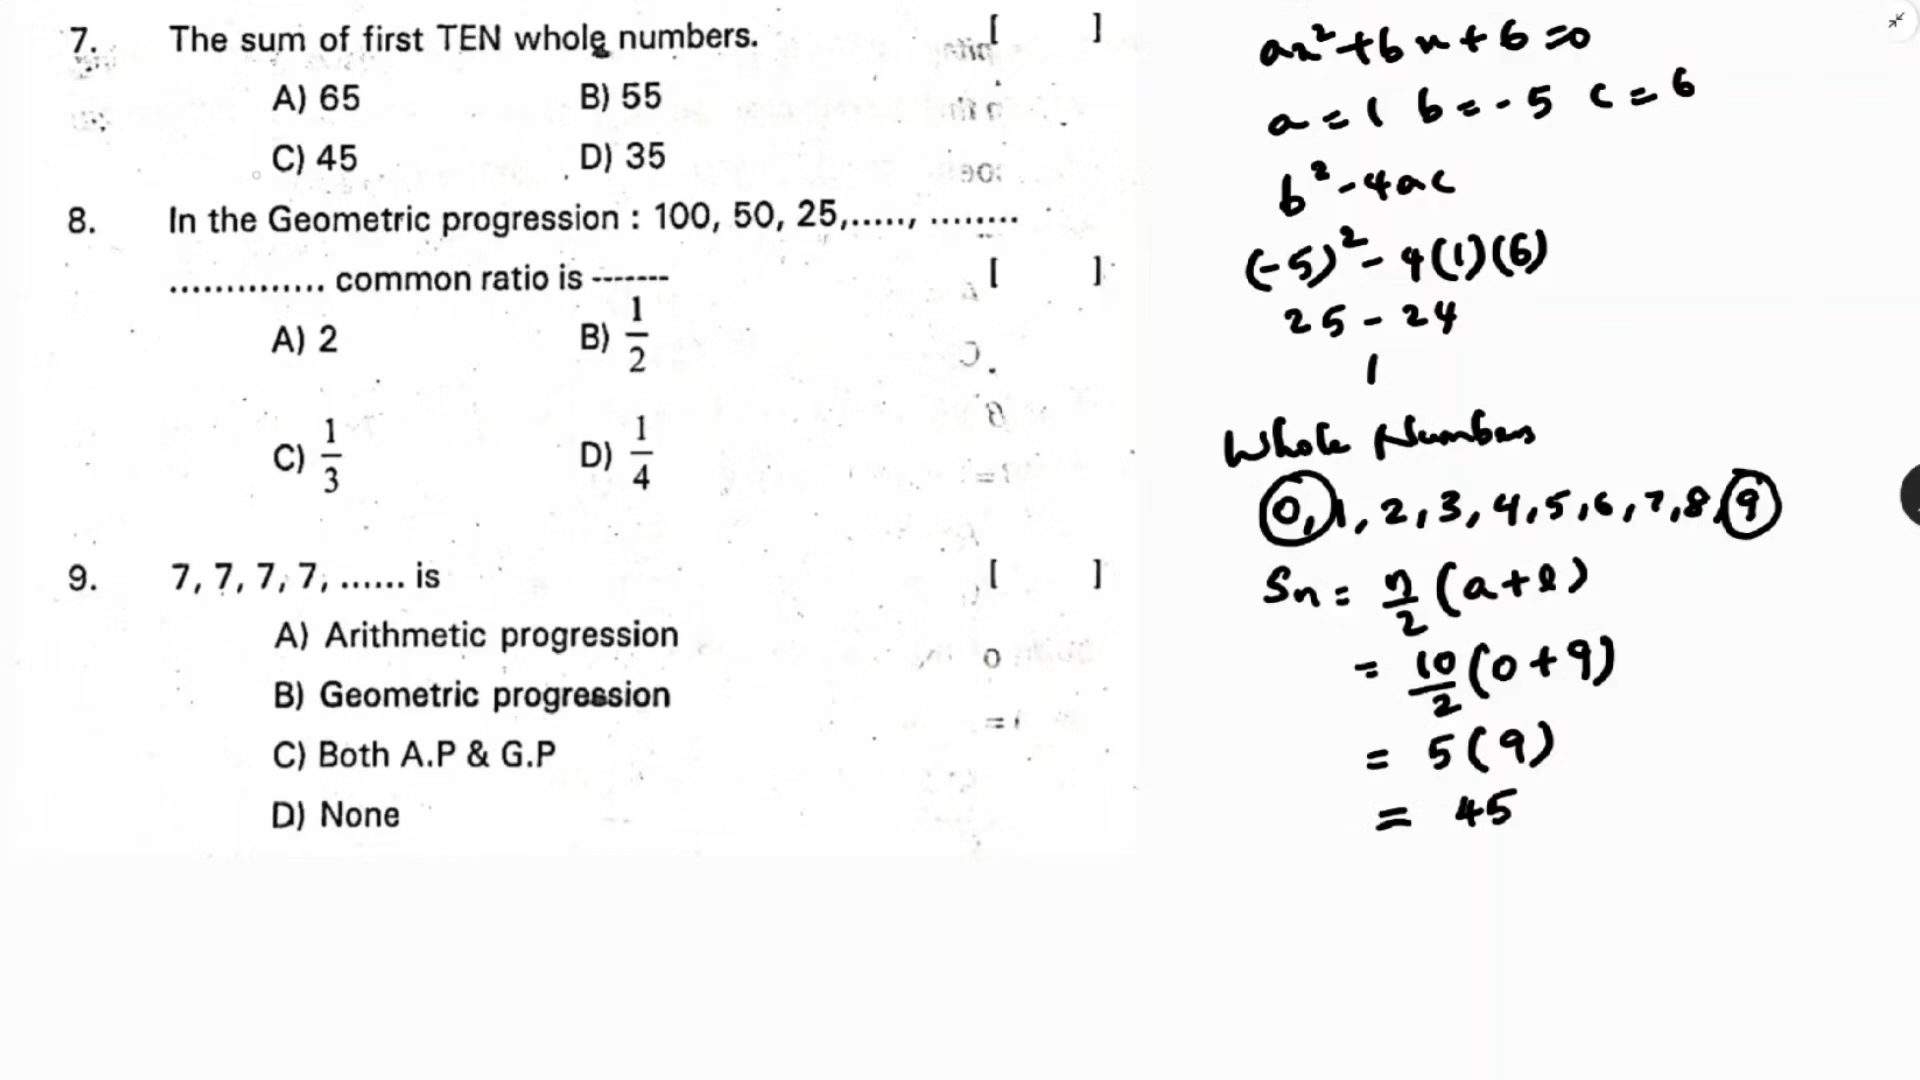 7. The sum of first TEN whole numbers. [ ]
A) 65 B) 55
C) 45 D) 35
8. In the Geometric progression : 100, 50, 25,....., ........
.............. common ratio is ------- [ ]
A) 2 B) 1/2
C) 1/3 D) 1/4
9. 7, 7, 7, 7, ...... is [ ]
A) Arithmetic progression
B) Geometric progression
C) Both A.P & G.P
D) None
ax²+bx+6=0
a=1 b=-5 c=6
b²-4ac
(-5)²-4(1)(6)
25-24
1
Whole Numbers
0,1,2,3,4,5,6,7,8,9
Sn = n/2 (a+l)
= 10/2 (0+9)
= 5(9)
= 45